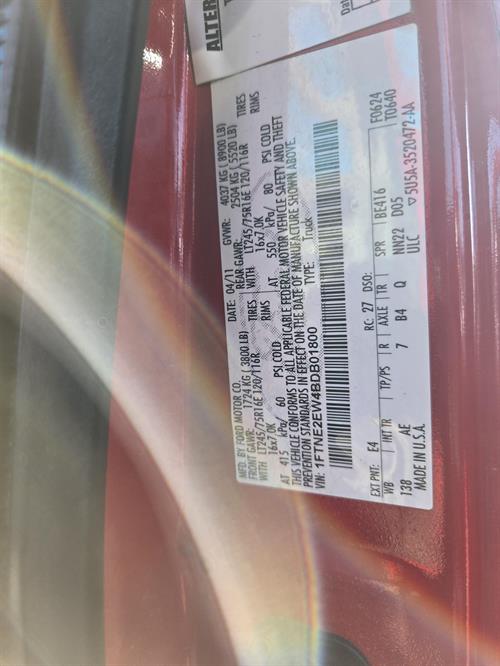 ALTER
Dat
MFD. BY FORD MOTOR CO.
DATE: 04/11 GVWR: 4037 KG ( 8900 LB)
FRONT GAWR: 1724 KG ( 3800 LB) REAR GAWR: 2504 KG ( 5520 LB)
WITH LT245/75R16E 120/116R TIRES WITH LT245/75R16E 120/116R TIRES
16x7.0K RIMS 16x7.0K RIMS
AT 415 kPa/ 60 PSI COLD AT 550 kPa/ 80 PSI COLD
THIS VEHICLE CONFORMS TO ALL APPLICABLE FEDERAL MOTOR VEHICLE SAFETY AND THEFT
PREVENTION STANDARDS IN EFFECT ON THE DATE OF MANUFACTURE SHOWN ABOVE.
VIN: 1FTNE2EW4BDB01800 TYPE: Truck
F0624
T0640
EXT PNT: E4 RC: 27 DSO: BE416
WB INT TR TP/PS R AXLE TR SPR NN22 D05
138 AE 7 B4 Q ULC
MADE IN U.S.A. ▽5U5A-3520472-AA